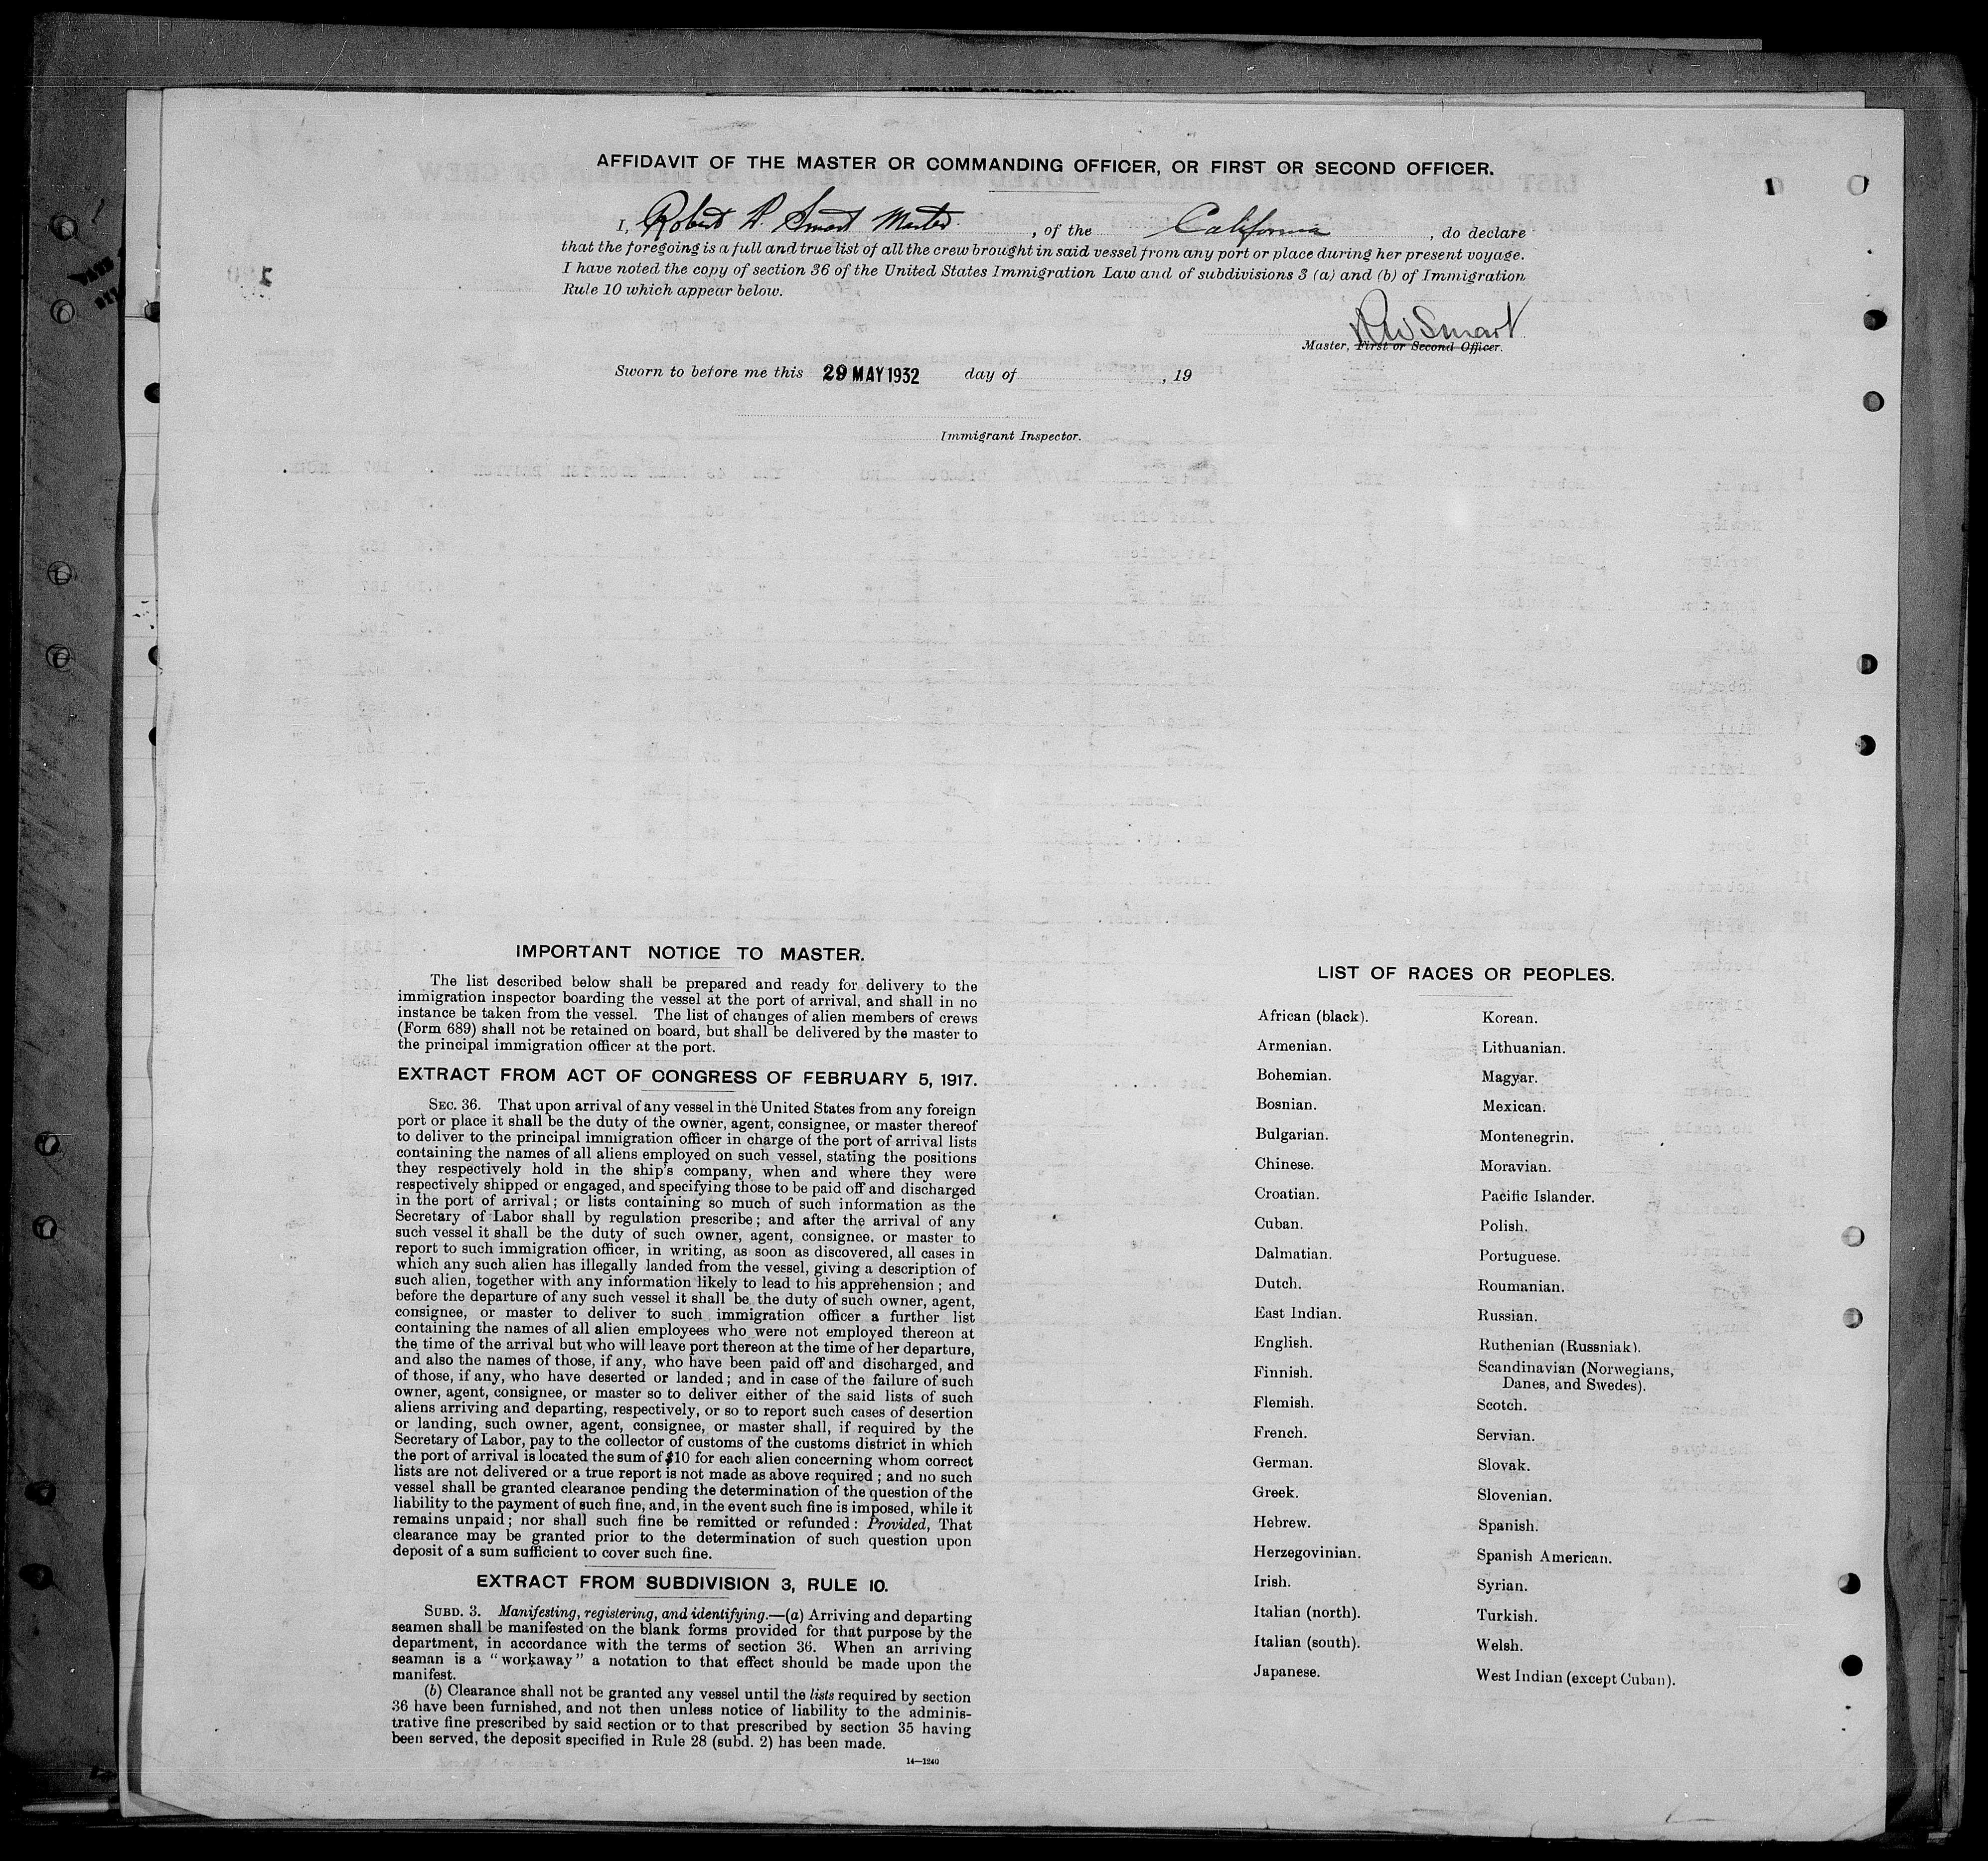 AFFIDAVIT OF THE MASTER OR COMMANDING OFFICER, OR FIRST OR SECOND OFFICER.
I, Robert Smart Master, of the California, do declare
that the foregoing is a full and true list of all the crew brought in said vessel from any port or place during her present voyage.
I have noted the copy of section 36 of the United States Immigration Law and of subdivisions 3 (a) and (b) of Immigration
Rule 10 which appear below.
RW Smart
Master, First or Second Officer.
Sworn to before me this 29 MAY 1932 day of , 19
Immigrant Inspector.
IMPORTANT NOTICE TO MASTER.
The list described below shall be prepared and ready for delivery to the
immigration inspector boarding the vessel at the port of arrival, and shall in no
instance be taken from the vessel. The list of changes of alien members of crews
(Form 689) shall not be retained on board, but shall be delivered by the master to
the principal immigration officer at the port.
EXTRACT FROM ACT OF CONGRESS OF FEBRUARY 5, 1917.
SEC. 36. That upon arrival of any vessel in the United States from any foreign
port or place it shall be the duty of the owner, agent, consignee, or master thereof
to deliver to the principal immigration officer in charge of the port of arrival lists
containing the names of all aliens employed on such vessel, stating the positions
they respectively hold in the ship's company, when and where they were
respectively shipped or engaged, and specifying those to be paid off and discharged
in the port of arrival; or lists containing so much of such information as the
Secretary of Labor shall by regulation prescribe; and after the arrival of any
such vessel it shall be the duty of such owner, agent, consignee, or master to
report to such immigration officer, in writing, as soon as discovered, all cases in
which any such alien has illegally landed from the vessel, giving a description of
such alien, together with any information likely to lead to his apprehension; and
before the departure of any such vessel it shall be the duty of such owner, agent,
consignee, or master to deliver to such immigration officer a further list
containing the names of all alien employees who were not employed thereon at
the time of the arrival but who will leave port thereon at the time of her departure,
and also the names of those, if any, who have been paid off and discharged, and
of those, if any, who have deserted or landed; and in case of the failure of such
owner, agent, consignee, or master so to deliver either of the said lists of such
aliens arriving and departing, respectively, or so to report such cases of desertion
or landing, such owner, agent, consignee, or master shall, if required by the
Secretary of Labor, pay to the collector of customs of the customs district in which
the port of arrival is located the sum of $10 for each alien concerning whom correct
lists are not delivered or a true report is not made as above required; and no such
vessel shall be granted clearance pending the determination of the question of the
liability to the payment of such fine, and, in the event such fine is imposed, while it
remains unpaid; nor shall such fine be remitted or refunded: Provided, That
clearance may be granted prior to the determination of such question upon
deposit of a sum sufficient to cover such fine.
EXTRACT FROM SUBDIVISION 3, RULE 10.
SUBD. 3. Manifesting, registering, and identifying.—(a) Arriving and departing
seamen shall be manifested on the blank forms provided for that purpose by the
department, in accordance with the terms of section 36. When an arriving
seaman is a "workaway" a notation to that effect should be made upon the
manifest.
(b) Clearance shall not be granted any vessel until the lists required by section
36 have been furnished, and not then unless notice of liability to the adminis-
trative fine prescribed by said section or to that prescribed by section 35 having
been served, the deposit specified in Rule 28 (subd. 2) has been made.
14—1240
LIST OF RACES OR PEOPLES.
African (black).
Armenian.
Bohemian.
Bosnian.
Bulgarian.
Chinese.
Croatian.
Cuban.
Dalmatian.
Dutch.
East Indian.
English.
Finnish.
Flemish.
French.
German.
Greek.
Hebrew.
Herzegovinian.
Irish.
Italian (north).
Italian (south).
Japanese.
Korean.
Lithuanian.
Magyar.
Mexican.
Montenegrin.
Moravian.
Pacific Islander.
Polish.
Portuguese.
Roumanian.
Russian.
Ruthenian (Russniak).
Scandinavian (Norwegians,
Danes, and Swedes).
Scotch.
Servian.
Slovak.
Slovenian.
Spanish.
Spanish American.
Syrian.
Turkish.
Welsh.
West Indian (except Cuban).